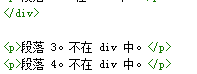 </div>
<p>段落 3。不在 div 中。</p>
<p>段落 4。不在 div 中。</p>